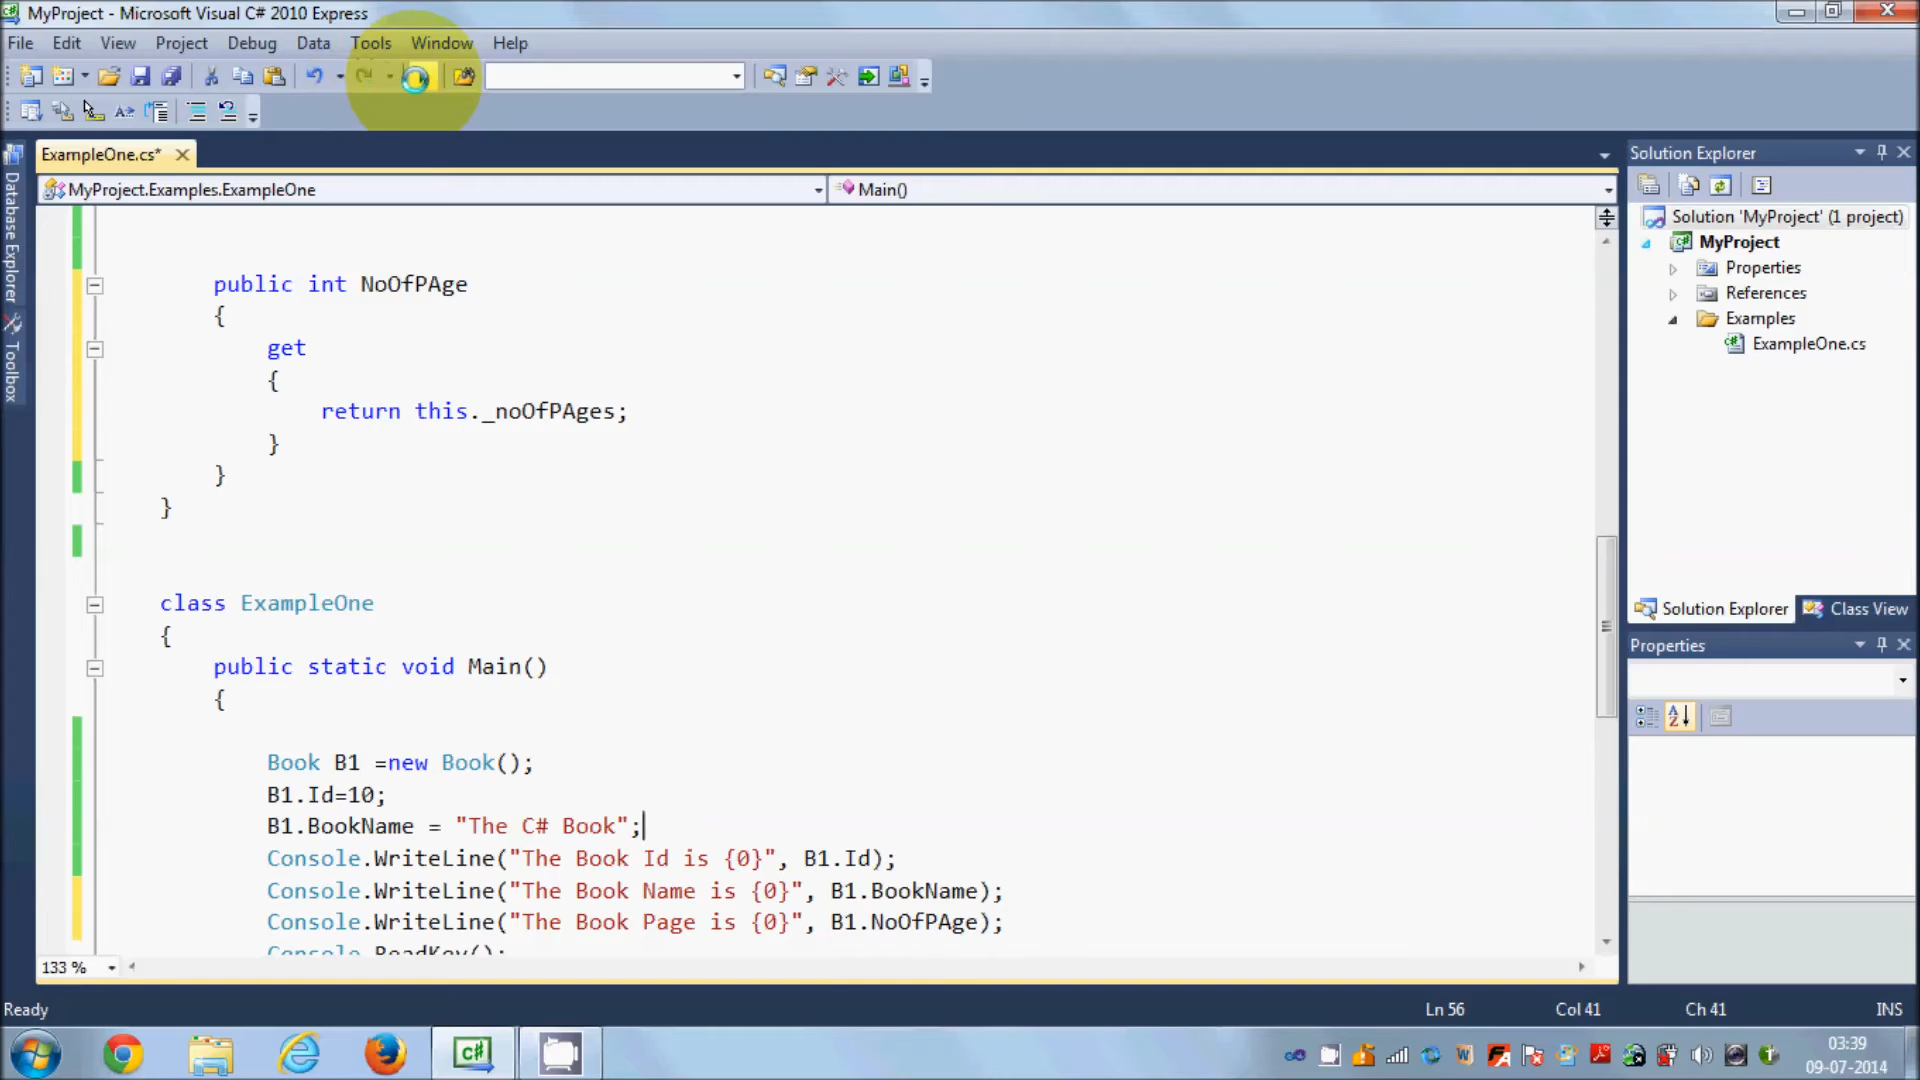 MyProject - Microsoft Visual C# 2010 Express
File Edit View Project Debug Data Tools Window Help
ExampleOne.cs*
MyProject.Examples.ExampleOne
Main()
Database Explorer
Toolbox
public int NoOfPAge
{
get
{
return this._noOfPAges;
}
}
}
class ExampleOne
{
public static void Main()
{
Book B1 =new Book();
B1.Id=10;
B1.BookName = "The C# Book";
Console.WriteLine("The Book Id is {0}", B1.Id);
Console.WriteLine("The Book Name is {0}", B1.BookName);
Console.WriteLine("The Book Page is {0}", B1.NoOfPAge);
Console.ReadKey();
133 %
Solution Explorer
Solution 'MyProject' (1 project)
MyProject
Properties
References
Examples
ExampleOne.cs
Solution Explorer Class View
Properties
Ready Ln 56 Col 41 Ch 41 INS
03:39
09-07-2014